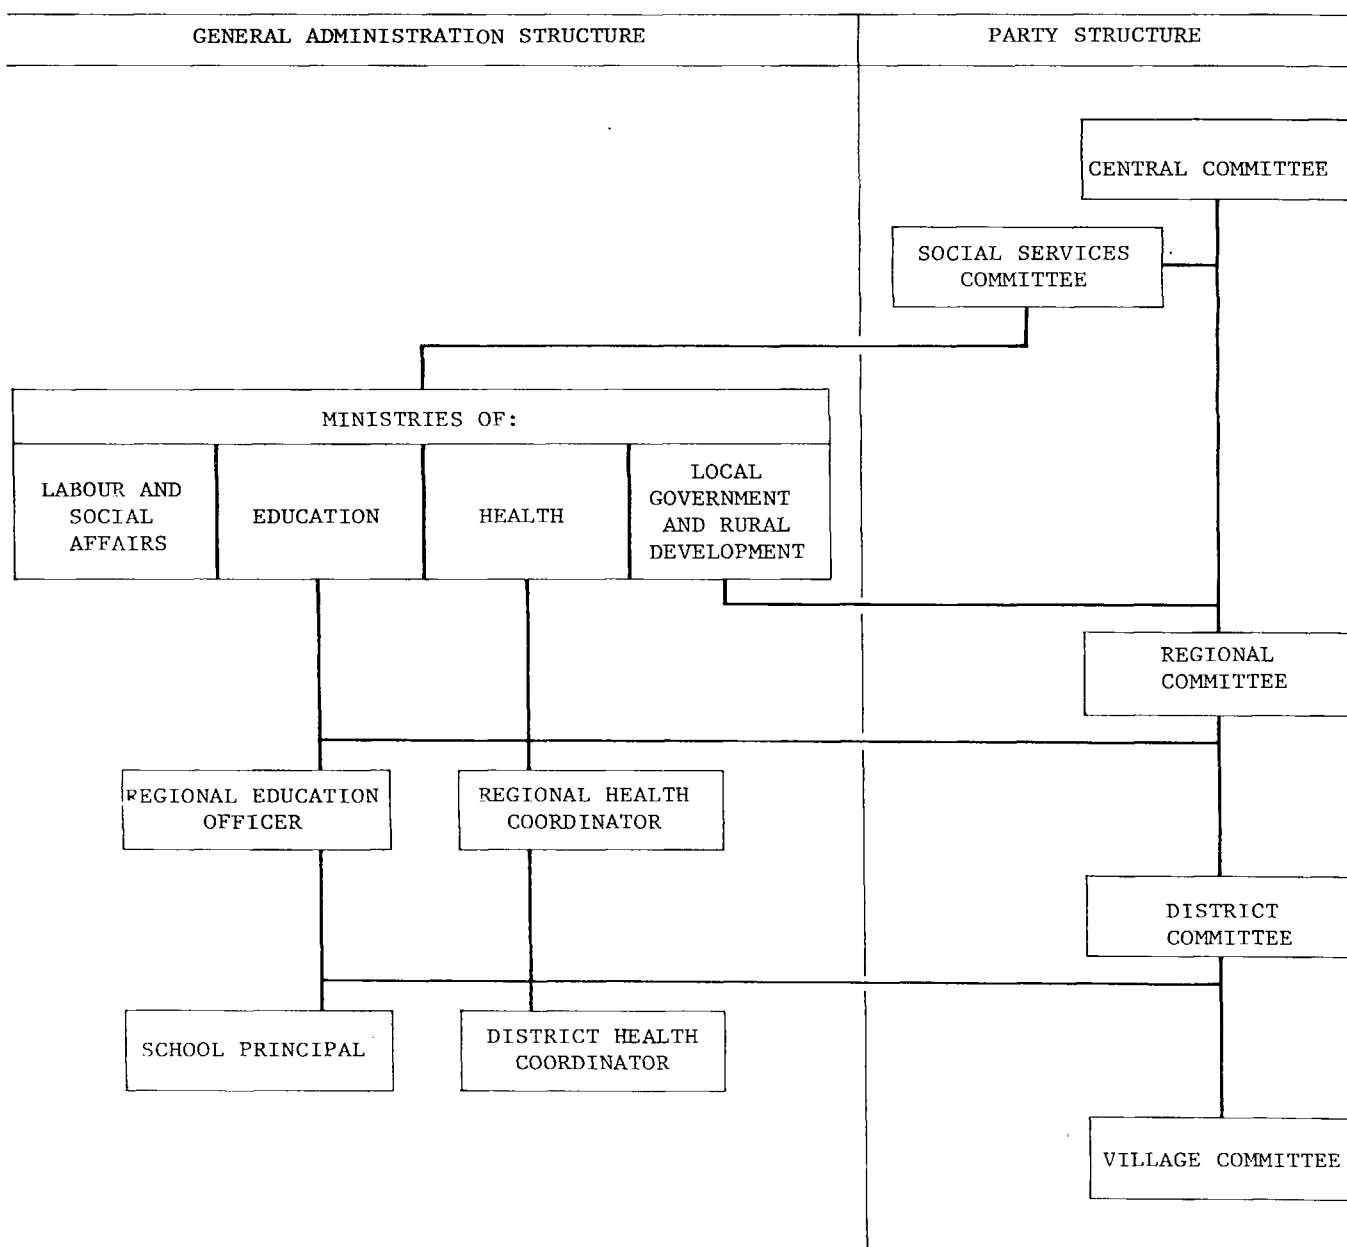 GENERAL ADMINISTRATION STRUCTURE
PARTY STRUCTURE
CENTRAL COMMITTEE
SOCIAL SERVICES
COMMITTEE
MINISTRIES OF:
LABOUR AND
SOCIAL
AFFAIRS
EDUCATION
HEALTH
LOCAL
GOVERNMENT
AND RURAL
DEVELOPMENT
REGIONAL
COMMITTEE
REGIONAL EDUCATION
OFFICER
REGIONAL HEALTH
COORDINATOR
DISTRICT
COMMITTEE
SCHOOL PRINCIPAL
DISTRICT HEALTH
COORDINATOR
VILLAGE COMMITTEE